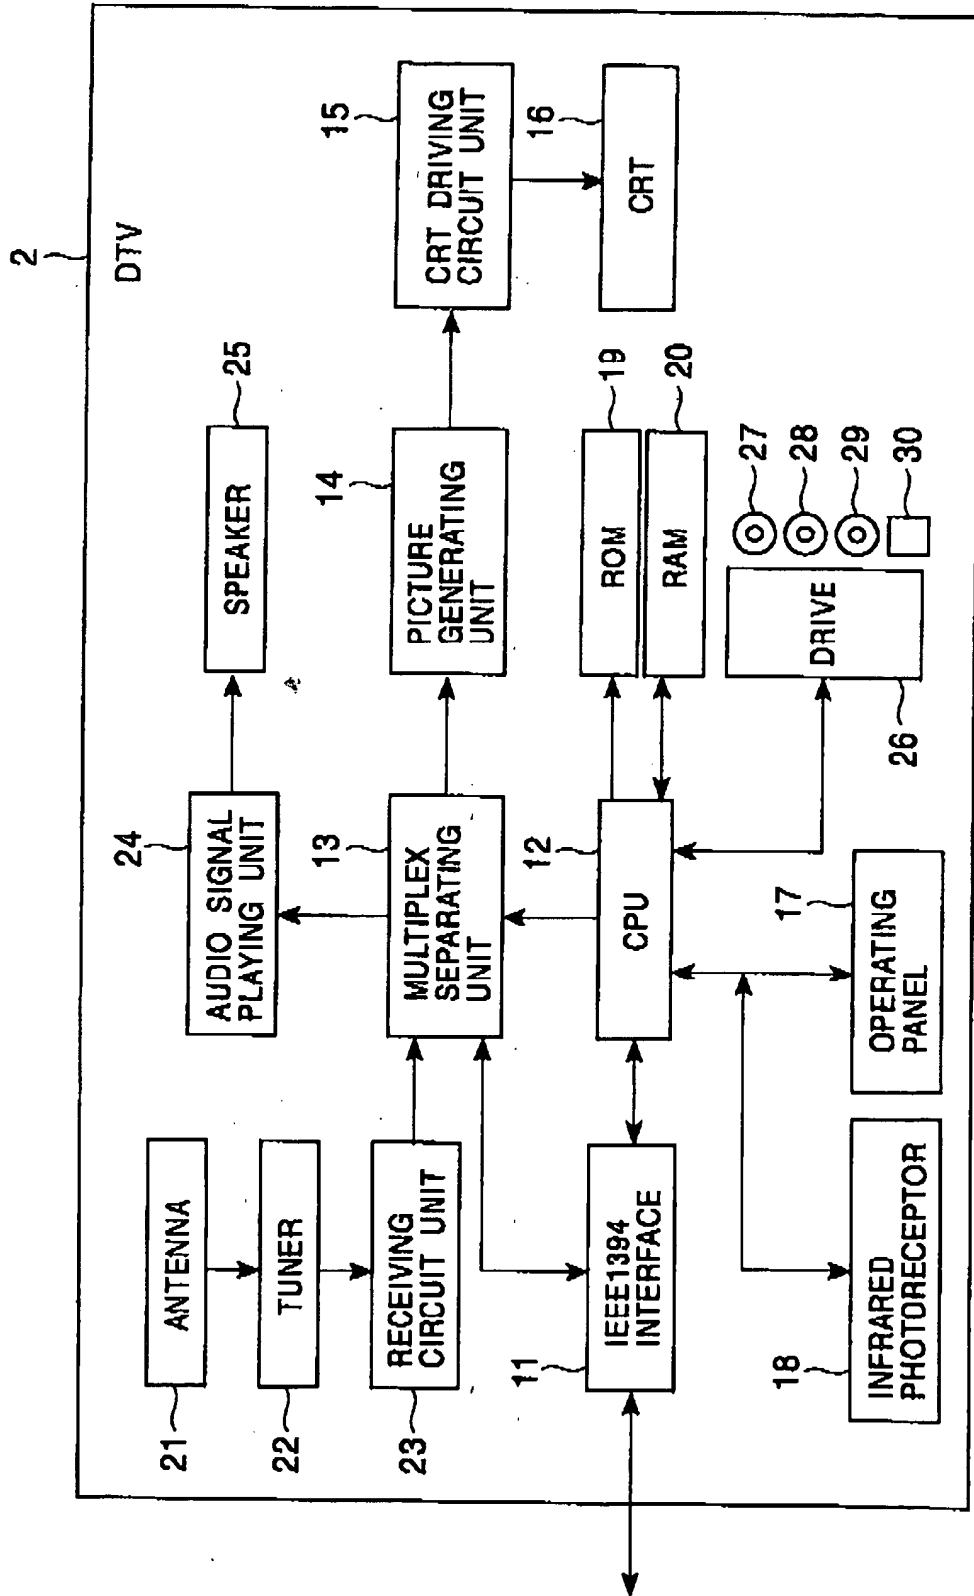 2
DTV
21
ANTENNA
22
TUNER
23
RECEIVING
CIRCUIT UNIT
24
AUDIO SIGNAL
PLAYING UNIT
25
SPEAKER
13
MULTIPLEX
SEPARATING
UNIT
14
PICTURE
GENERATING
UNIT
15
CRT DRIVING
CIRCUIT UNIT
16
CRT
11
IEEE1394
INTERFACE
12
CPU
19
ROM
20
RAM
18
INFRARED
PHOTORECEPTOR
17
OPERATING
PANEL
26
DRIVE
27
28
29
30